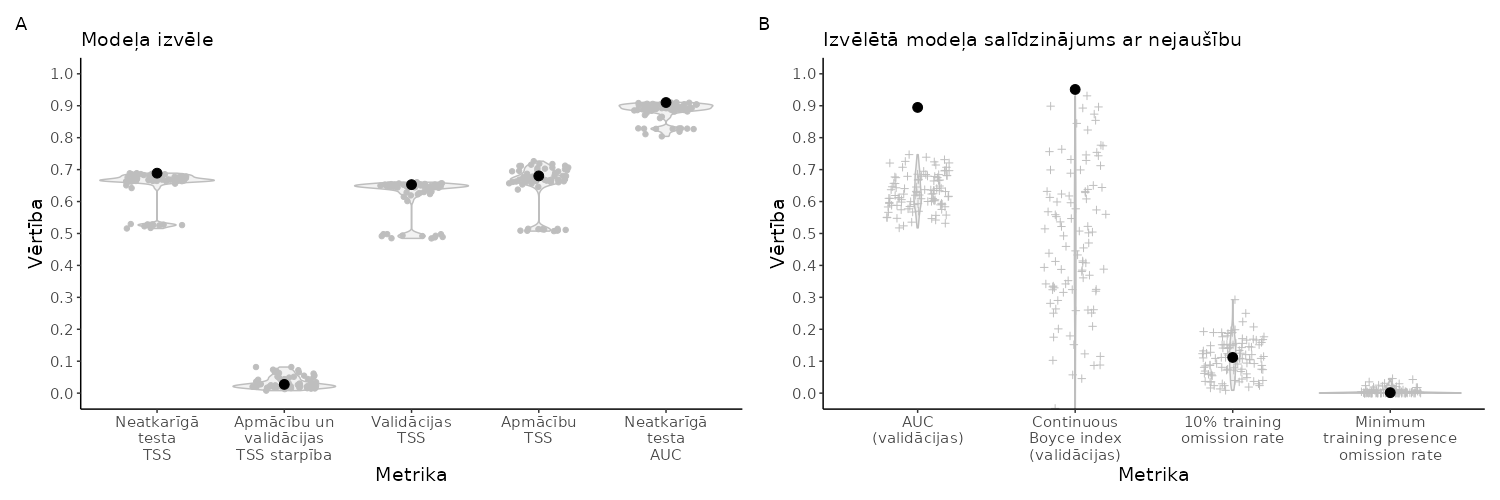 A
Modeļa izvēle
Vērtība
1.0
0.9
0.8
0.7
0.6
0.5
0.4
0.3
0.2
0.1
0.0
Neatkarīgā
testa
TSS
Apmācību un
validācijas
TSS starpība
Validācijas
TSS
Apmācību
TSS
Neatkarīgā
testa
AUC
Metrika
B
Izvēlētā modeļa salīdzinājums ar nejaušību
Vērtība
1.0
0.9
0.8
0.7
0.6
0.5
0.4
0.3
0.2
0.1
0.0
AUC
(validācijas)
Continuous
Boyce index
(validācijas)
10% training
omission rate
Minimum
training presence
omission rate
Metrika